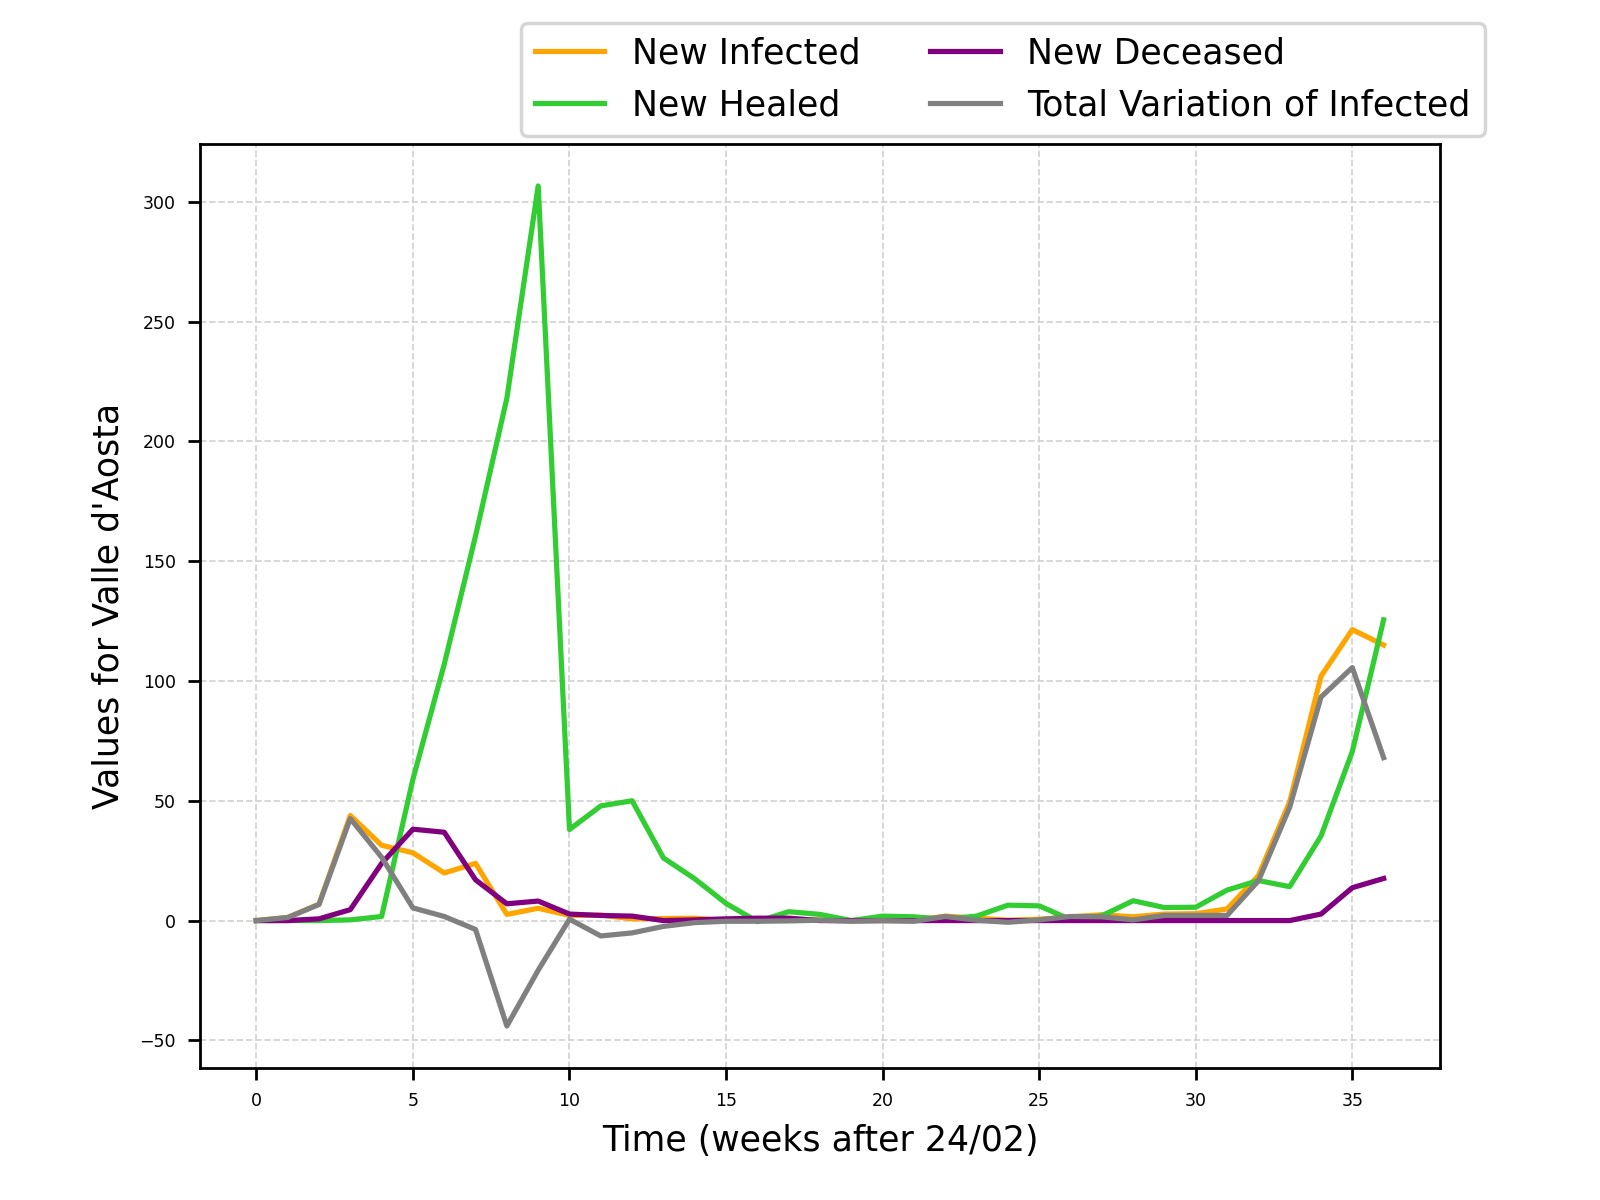 New Infected
New Healed
New Deceased
Total Variation of Infected
300
250
200
150
100
50
0
−50
Values for Valle d'Aosta
0 5 10 15 20 25 30 35
Time (weeks after 24/02)